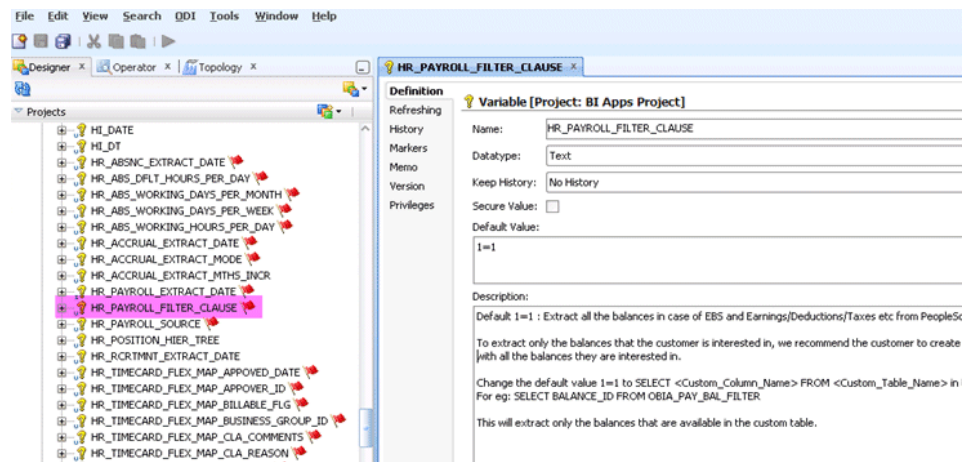 File Edit View Search ODI Tools Window Help
Designer × Operator × Topology ×
Projects
HI_DATE
HI_DT
HR_ABSNC_EXTRACT_DATE
HR_ABS_DFLT_HOURS_PER_DAY
HR_ABS_WORKING_DAYS_PER_MONTH
HR_ABS_WORKING_DAYS_PER_WEEK
HR_ABS_WORKING_HOURS_PER_DAY
HR_ACCRUAL_EXTRACT_DATE
HR_ACCRUAL_EXTRACT_MODE
HR_ACCRUAL_EXTRACT_MTHS_INCR
HR_PAYROLL_EXTRACT_DATE
HR_PAYROLL_FILTER_CLAUSE
HR_PAYROLL_SOURCE
HR_POSITION_HIER_TREE
HR_RCRTMNT_EXTRACT_DATE
HR_TIMECARD_FLEX_MAP_APPOVED_DATE
HR_TIMECARD_FLEX_MAP_APPOVER_ID
HR_TIMECARD_FLEX_MAP_BILLABLE_FLG
HR_TIMECARD_FLEX_MAP_BUSINESS_GROUP_ID
HR_TIMECARD_FLEX_MAP_CLA_COMMENTS
HR_TIMECARD_FLEX_MAP_CLA_REASON
HR_PAYROLL_FILTER_CLAUSE ×
Definition
Refreshing
History
Markers
Memo
Version
Privileges
Variable [Project: BI Apps Project]
Name: HR_PAYROLL_FILTER_CLAUSE
Datatype: Text
Keep History: No History
Secure Value:
Default Value:
1=1
Description:
Default 1=1 : Extract all the balances in case of EBS and Earnings/Deductions/Taxes etc from PeopleSo
To extract only the balances that the customer is interested in, we recommend the customer to create
with all the balances they are interested in.
Change the default value 1=1 to SELECT <Custom_Column_Name> FROM <Custom_Table_Name> in
For eg: SELECT BALANCE_ID FROM OBIA_PAY_BAL_FILTER
This will extract only the balances that are available in the custom table.